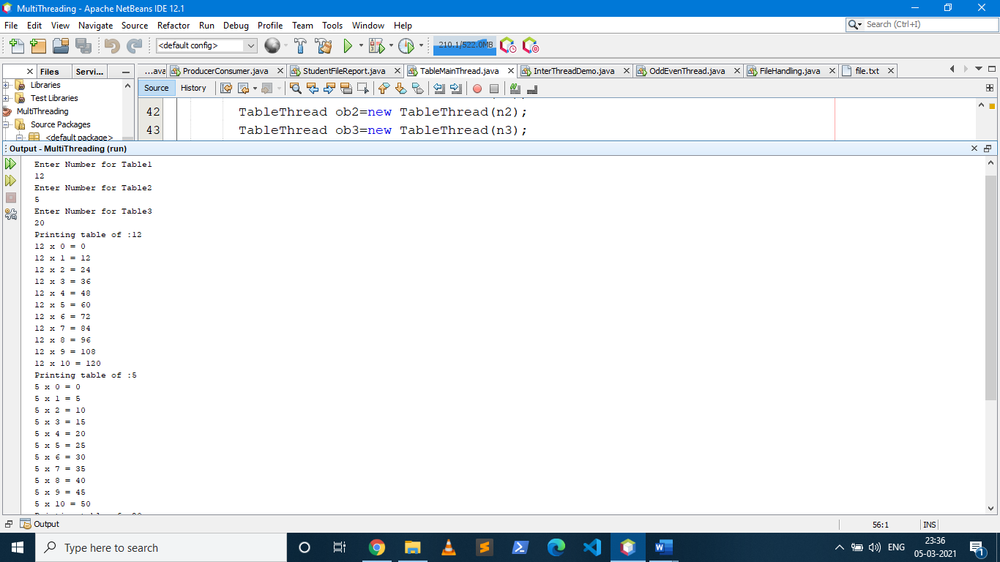 MultiThreading - Apache NetBeans IDE 12.1
File Edit View Navigate Source Refactor Run Debug Profile Team Tools Window Help
Search (Ctrl+I)
<default config>
210.1/522.0MB
Files Servi...
...ava ProducerConsumer.java StudentFileReport.java TableMainThread.java InterThreadDemo.java OddEvenThread.java FileHandling.java file.txt
Libraries
Test Libraries
MultiThreading
Source Packages
<default package>
Source History
42 TableThread ob2=new TableThread(n2);
43 TableThread ob3=new TableThread(n3);
Output - MultiThreading (run)
Enter Number for Table1
12
Enter Number for Table2
5
Enter Number for Table3
20
Printing table of :12
12 x 0 = 0
12 x 1 = 12
12 x 2 = 24
12 x 3 = 36
12 x 4 = 48
12 x 5 = 60
12 x 6 = 72
12 x 7 = 84
12 x 8 = 96
12 x 9 = 108
12 x 10 = 120
Printing table of :5
5 x 0 = 0
5 x 1 = 5
5 x 2 = 10
5 x 3 = 15
5 x 4 = 20
5 x 5 = 25
5 x 6 = 30
5 x 7 = 35
5 x 8 = 40
5 x 9 = 45
5 x 10 = 50
Output
56:1 INS
Type here to search
ENG
23:36
05-03-2021
1